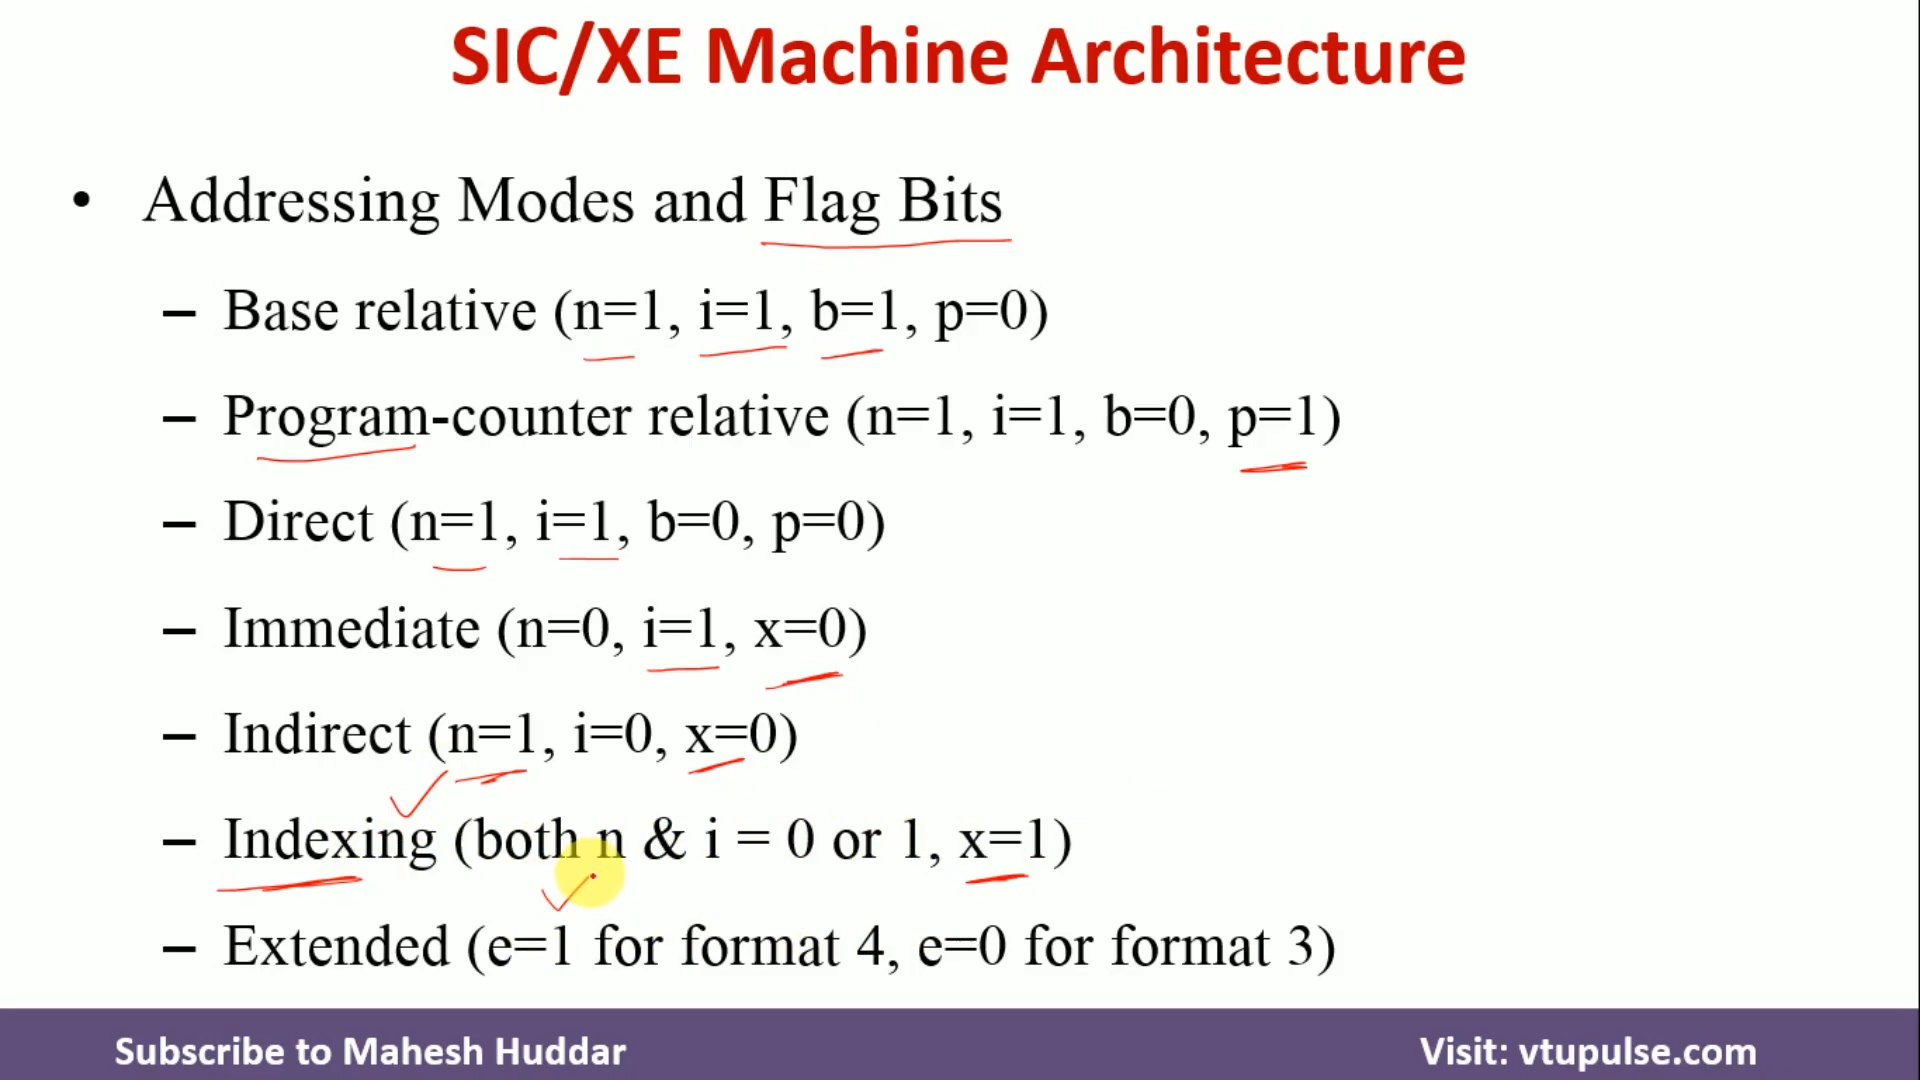 SIC/XE Machine Architecture
• Addressing Modes and Flag Bits
– Base relative (n=1, i=1, b=1, p=0)
– Program-counter relative (n=1, i=1, b=0, p=1)
– Direct (n=1, i=1, b=0, p=0)
– Immediate (n=0, i=1, x=0)
– Indirect (n=1, i=0, x=0)
– Indexing (both n & i = 0 or 1, x=1)
– Extended (e=1 for format 4, e=0 for format 3)
Subscribe to Mahesh Huddar
Visit: vtupulse.com